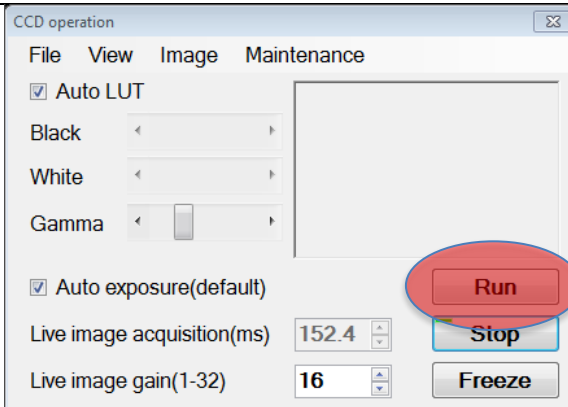 CCD operation
File View Image Maintenance
Auto LUT
Black
White
Gamma
Auto exposure(default) Run
Live image acquisition(ms) 152.4 Stop
Live image gain(1-32) 16 Freeze